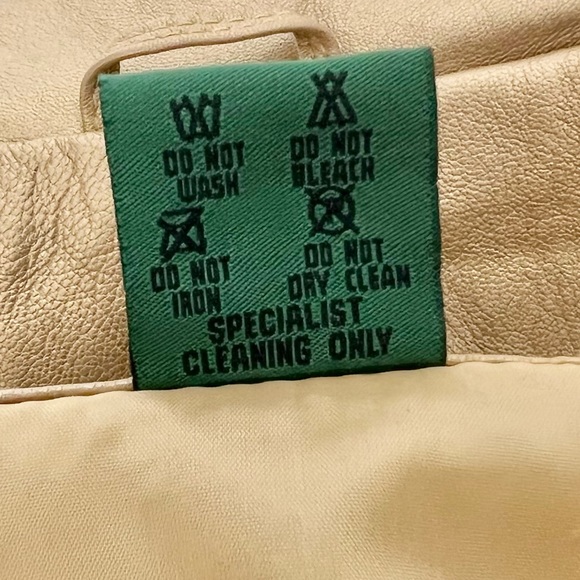 DO NOT WASH
DO NOT BLEACH
DO NOT IRON
DO NOT DRY CLEAN
SPECIALIST
CLEANING ONLY